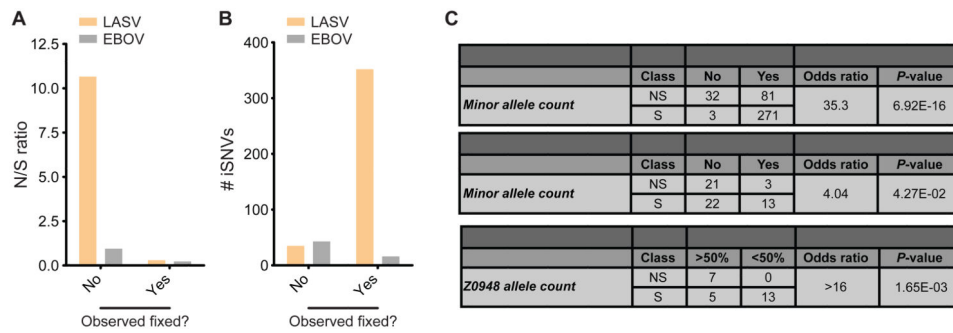 A
LASV
EBOV
12.5
10.0
7.5
5.0
2.5
0.0
N/S ratio
No
Yes
Observed fixed?
B
LASV
EBOV
400
300
200
100
0
# iSNVs
No
Yes
Observed fixed?
C
Class No Yes Odds ratio P-value
Minor allele count NS 32 81 35.3 6.92E-16
S 3 271
Class No Yes Odds ratio P-value
Minor allele count NS 21 3 4.04 4.27E-02
S 22 13
Class >50% <50% Odds ratio P-value
Z0948 allele count NS 7 0 >16 1.65E-03
S 5 13